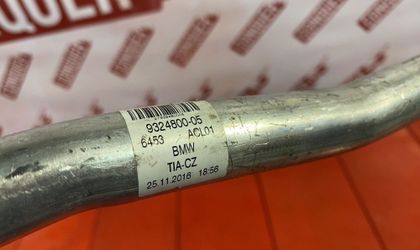 9324800-05
6453 ACL01
BMW
TIA-CZ
25.11.2016 18:56